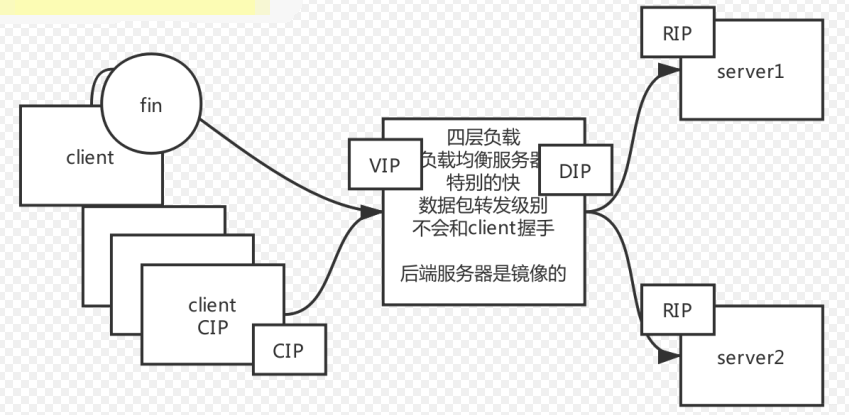 fin
client
client
CIP
CIP
VIP
四层负载
负载均衡服务器
特别的快
数据包转发级别
不会和client握手
后端服务器是镜像的
DIP
RIP
server1
RIP
server2